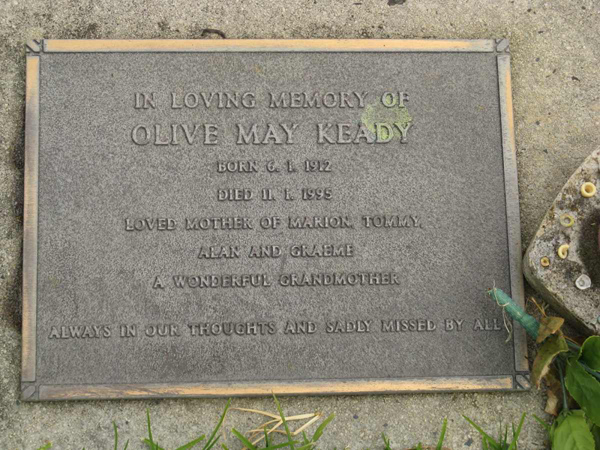 IN LOVING MEMORY OF
OLIVE MAY KEADY
BORN 6. 1. 1912
DIED 11. 1. 1995
LOVED MOTHER OF MARION, TOMMY,
ALAN AND GRAEME
A WONDERFUL GRANDMOTHER
ALWAYS IN OUR THOUGHTS AND SADLY MISSED BY ALL